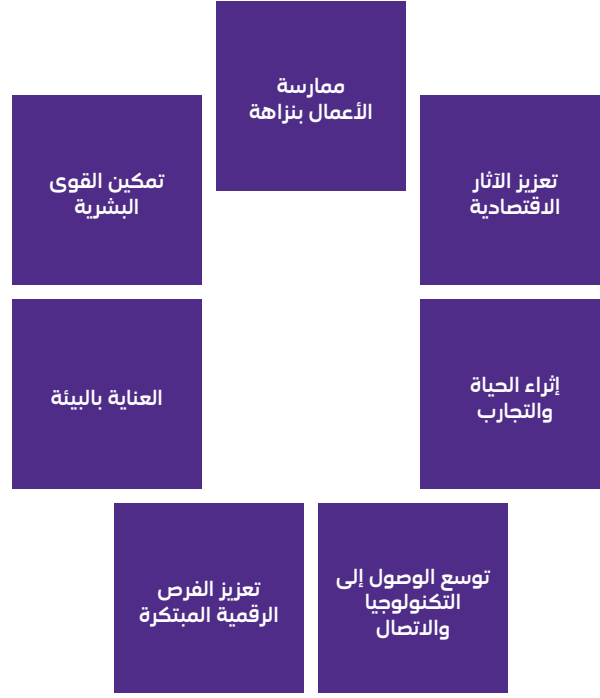 ممارسة
الأعمال بنزاهة
تعزيز الآثار
الاقتصادية
تمكين القوى
البشرية
إثراء الحياة
والتجارب
العناية بالبيئة
توسع الوصول إلى
التكنولوجيا
والاتصال
تعزيز الفرص
الرقمية المبتكرة